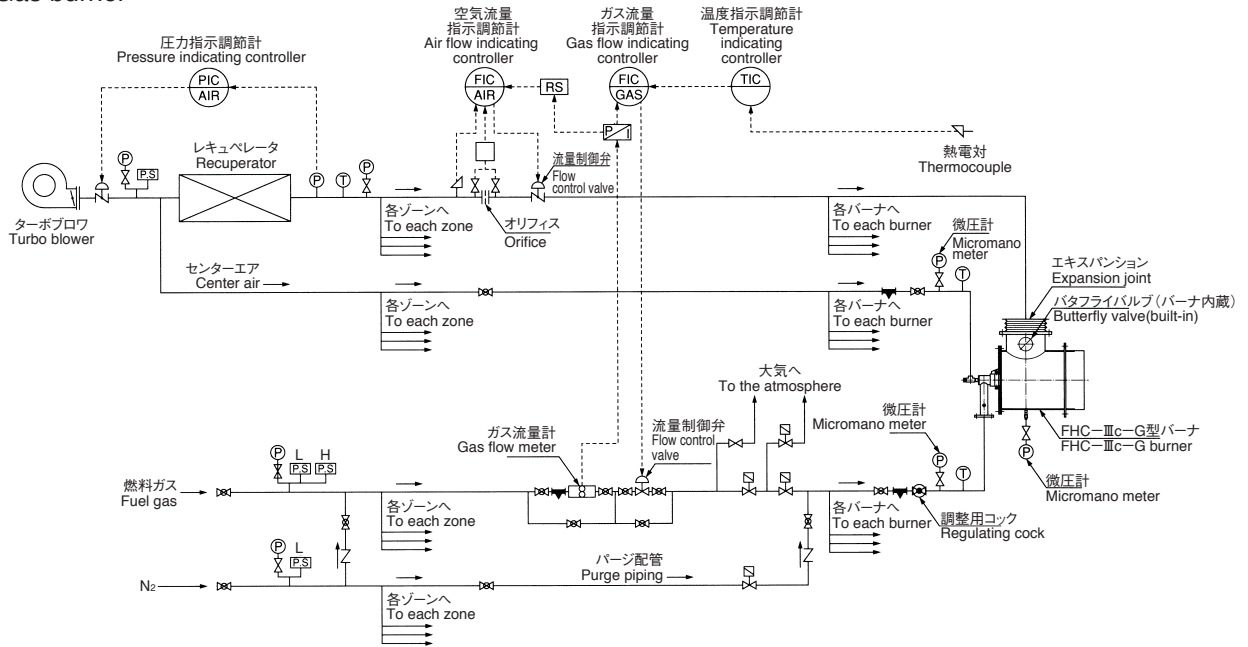 Gas burner
圧力指示調節計
Pressure indicating controller
空気流量
指示調節計
Air flow indicating
controller
ガス流量
指示調節計
Gas flow indicating
controller
温度指示調節計
Temperature
indicating
controller
PIC
AIR
FIC
AIR
RS
FIC
GAS
TIC
P
I
熱電対
Thermocouple
レキュペレータ
Recuperator
P
P.S
P
T
P
流量制御弁
Flow
control valve
ターボブロワ
Turbo blower
各ゾーンへ
To each zone
オリフィス
Orifice
各バーナへ
To each burner
微圧計
Micromano
meter
P
T
センターエア
Center air
各ゾーンへ
To each zone
各バーナへ
To each burner
エキスパンション
Expansion joint
バタフライバルブ（バーナ内蔵）
Butterfly valve(built-in)
大気へ
To the atmosphere
微圧計
Micromano meter
P
T
FHC－Ⅲc－G型バーナ
FHC－Ⅲc－G burner
P
微圧計
Micromano meter
ガス流量計
Gas flow meter
流量制御弁
Flow control
valve
P
L
H
P.S
P.S
燃料ガス
Fuel gas
各ゾーンへ
To each zone
各バーナへ
To each burner
調整用コック
Regulating cock
P
L
P.S
N2
パージ配管
Purge piping
各ゾーンへ
To each zone